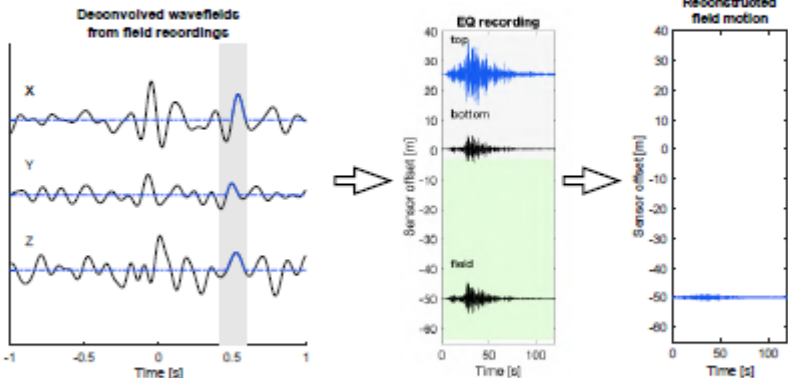 Deconvolved wavefields
from field recordings
X
Y
Z
-1
-0.5
0
0.5
1
Time [s]
EQ recording
top
bottom
field
Sensor offset [m]
40
30
20
10
0
-10
-20
-30
-40
-50
-60
0
50
100
Time [s]
Reconstructed
field motion
Sensor offset [m]
40
30
20
10
0
-10
-20
-30
-40
-50
-60
0
50
100
Time [s]